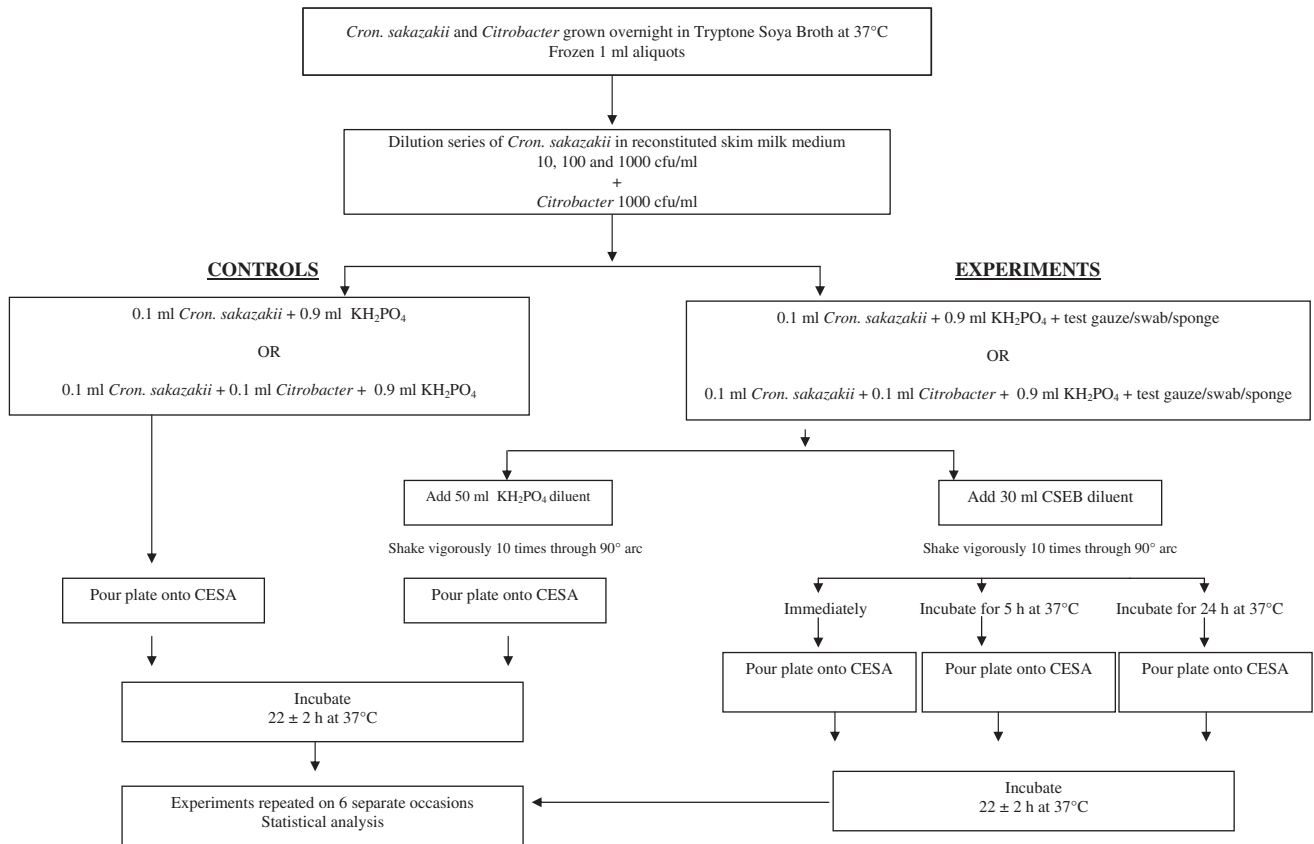 Cron. sakazakii and Citrobacter grown overnight in Tryptone Soya Broth at 37°C
Frozen 1 ml aliquots
Dilution series of Cron. sakazakii in reconstituted skim milk medium
10, 100 and 1000 cfu/ml
+
Citrobacter 1000 cfu/ml
CONTROLS
0.1 ml Cron. sakazakii + 0.9 ml KH₂PO₄
OR
0.1 ml Cron. sakazakii + 0.1 ml Citrobacter + 0.9 ml KH₂PO₄
EXPERIMENTS
0.1 ml Cron. sakazakii + 0.9 ml KH₂PO₄ + test gauze/swab/sponge
OR
0.1 ml Cron. sakazakii + 0.1 ml Citrobacter + 0.9 ml KH₂PO₄ + test gauze/swab/sponge
Add 50 ml KH₂PO₄ diluent
Shake vigorously 10 times through 90° arc
Add 30 ml CSEB diluent
Shake vigorously 10 times through 90° arc
Pour plate onto CESA
Pour plate onto CESA
Immediately
Incubate for 5 h at 37°C
Incubate for 24 h at 37°C
Pour plate onto CESA
Pour plate onto CESA
Pour plate onto CESA
Incubate
22 ± 2 h at 37°C
Incubate
22 ± 2 h at 37°C
Experiments repeated on 6 separate occasions
Statistical analysis